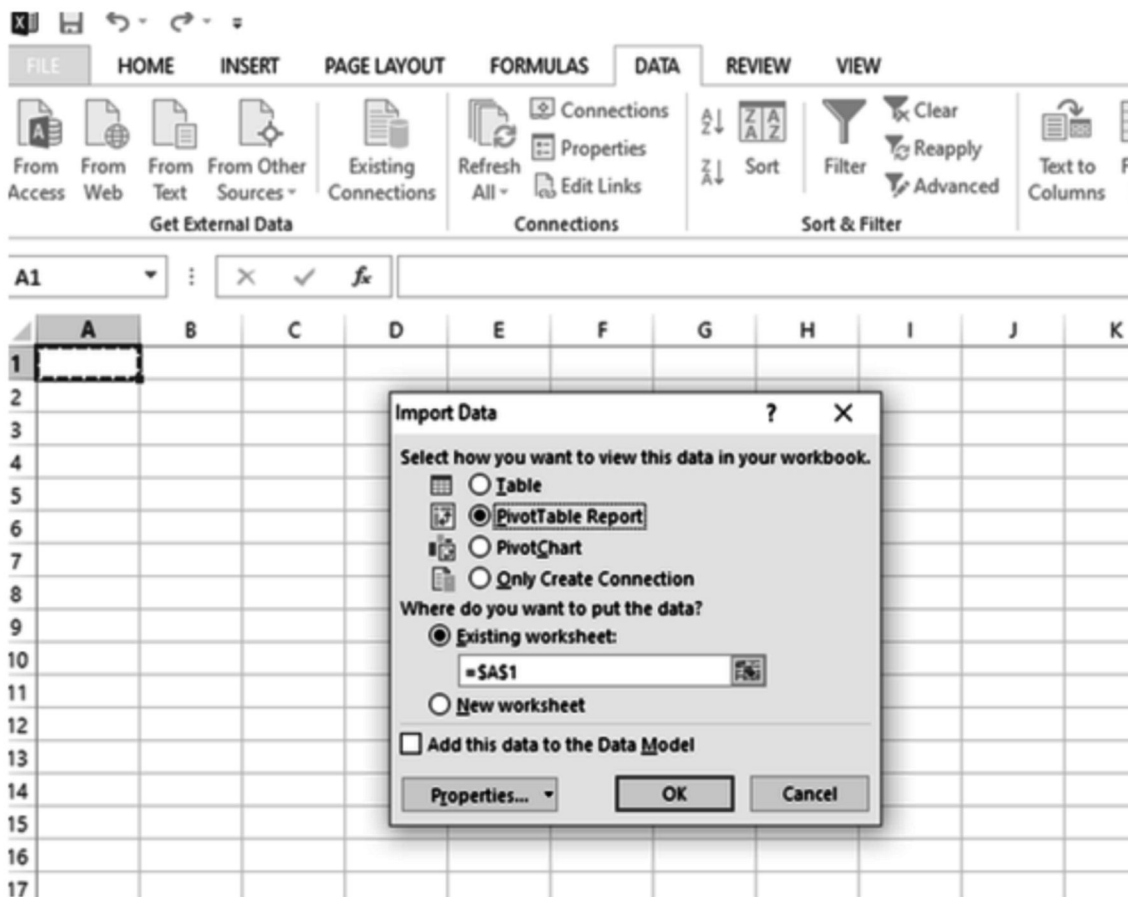 FILE HOME INSERT PAGE LAYOUT FORMULAS DATA REVIEW VIEW
From Access
From Web
From Text
From Other Sources
Existing Connections
Refresh All
Connections
Properties
Edit Links
A Z
Z A
Z A A Z
Sort
Filter
Clear
Reapply
Advanced
Text to Columns
Get External Data
Connections
Sort & Filter
A1
fx
A B C D E F G H I J K
1
2
3
4
5
6
7
8
9
10
11
12
13
14
15
16
17
Import Data ?
Select how you want to view this data in your workbook.
Table
PivotTable Report
PivotChart
Only Create Connection
Where do you want to put the data?
Existing worksheet:
=$A$1
New worksheet
Add this data to the Data Model
Properties... OK Cancel